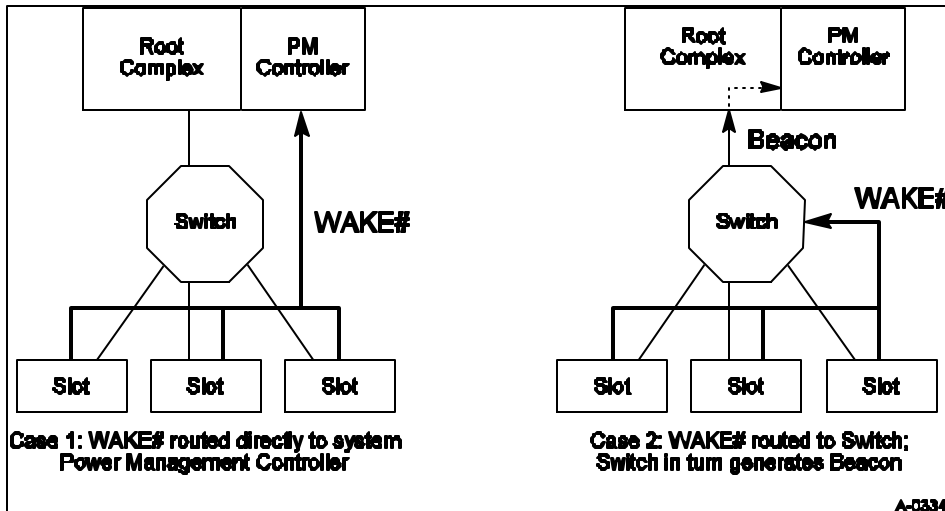 Root
Complex
PM
Controller
Root
Complex
PM
Controller
Beacon
Switch
WAKE#
Switch
WAKE#
Slot
Slot
Slot
Slot
Slot
Slot
Case 1: WAKE# routed directly to system
Power Management Controller
Case 2: WAKE# routed to Switch;
Switch in turn generates Beacon
A-0334